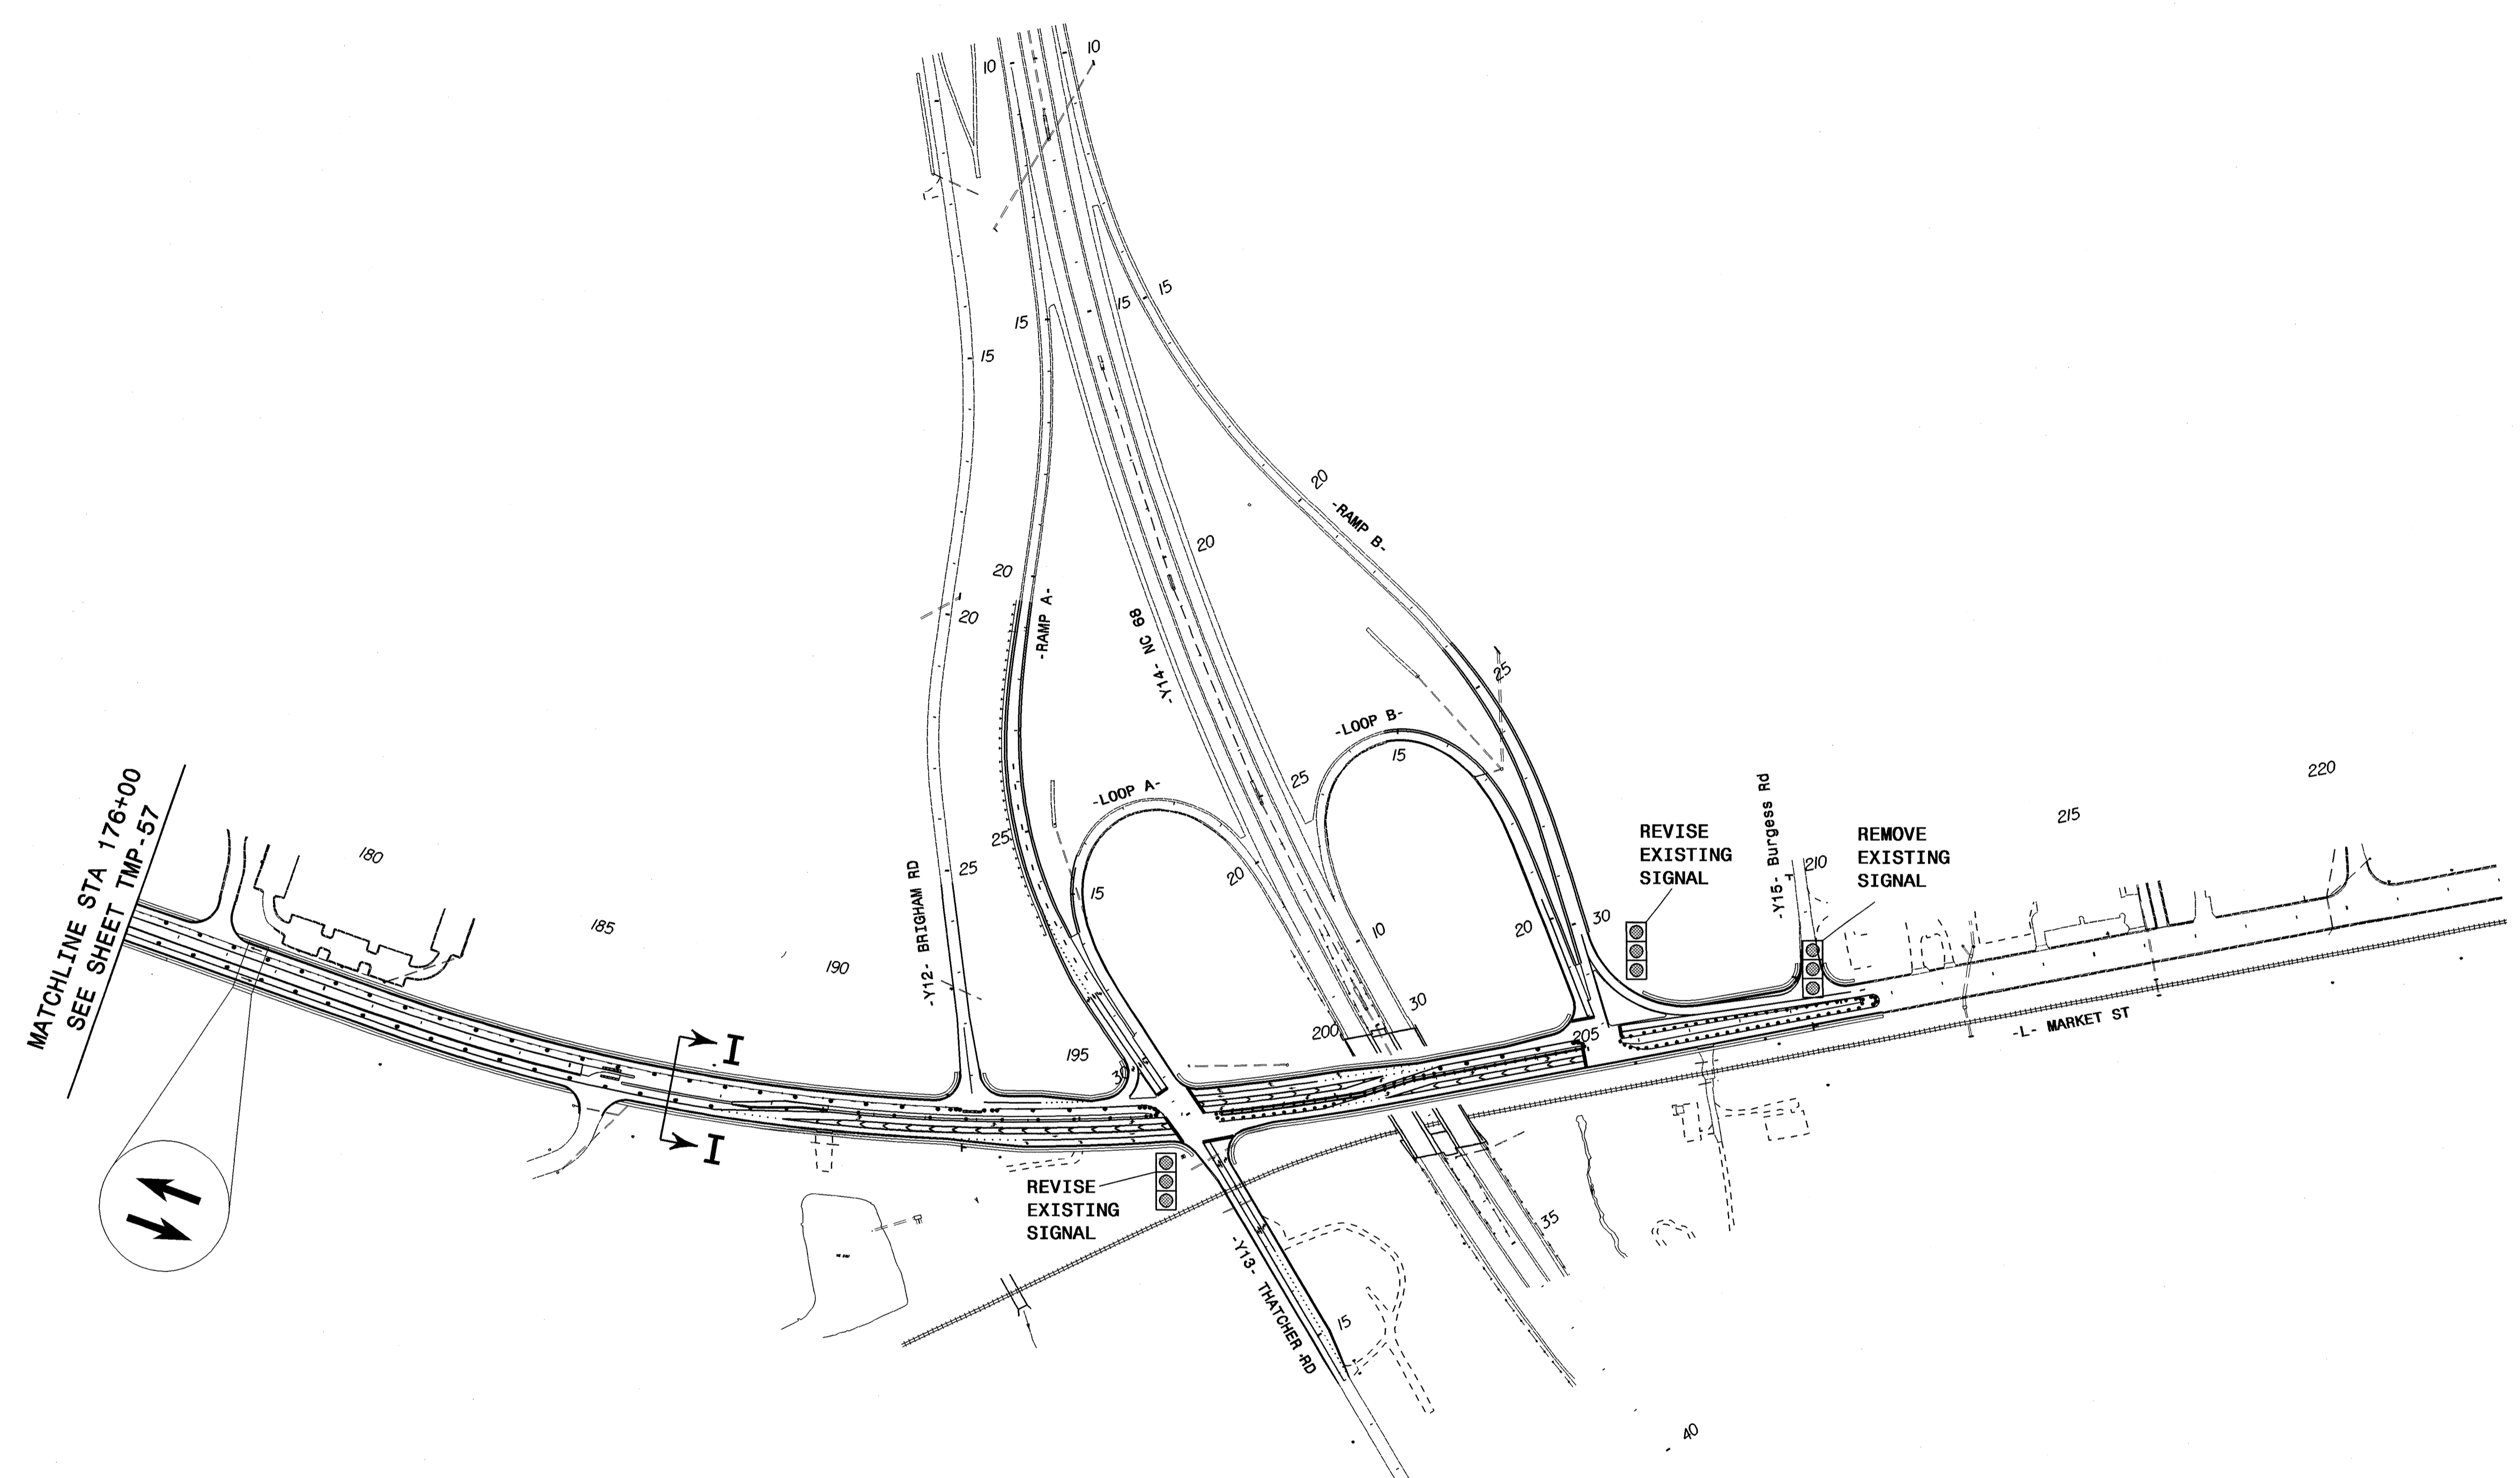 10
10
15
15
15
15
20
-RAMP B-
20
20
-RAMP A-
20
-Y14- NC 68
25
-LOOP B-
15
25
-LOOP A-
25
25
15
20
20
30
10
30
-Y12- BRIGHAM RD
MATCHLINE STA 176+00
SEE SHEET TMP-57
180
185
190
195
30
200
205
REVISE
EXISTING
SIGNAL
-Y15- Burgess Rd
210
REMOVE
EXISTING
SIGNAL
215
220
-L- MARKET ST
I
I
REVISE
EXISTING
SIGNAL
-Y13- THATCHER RD
15
35
40